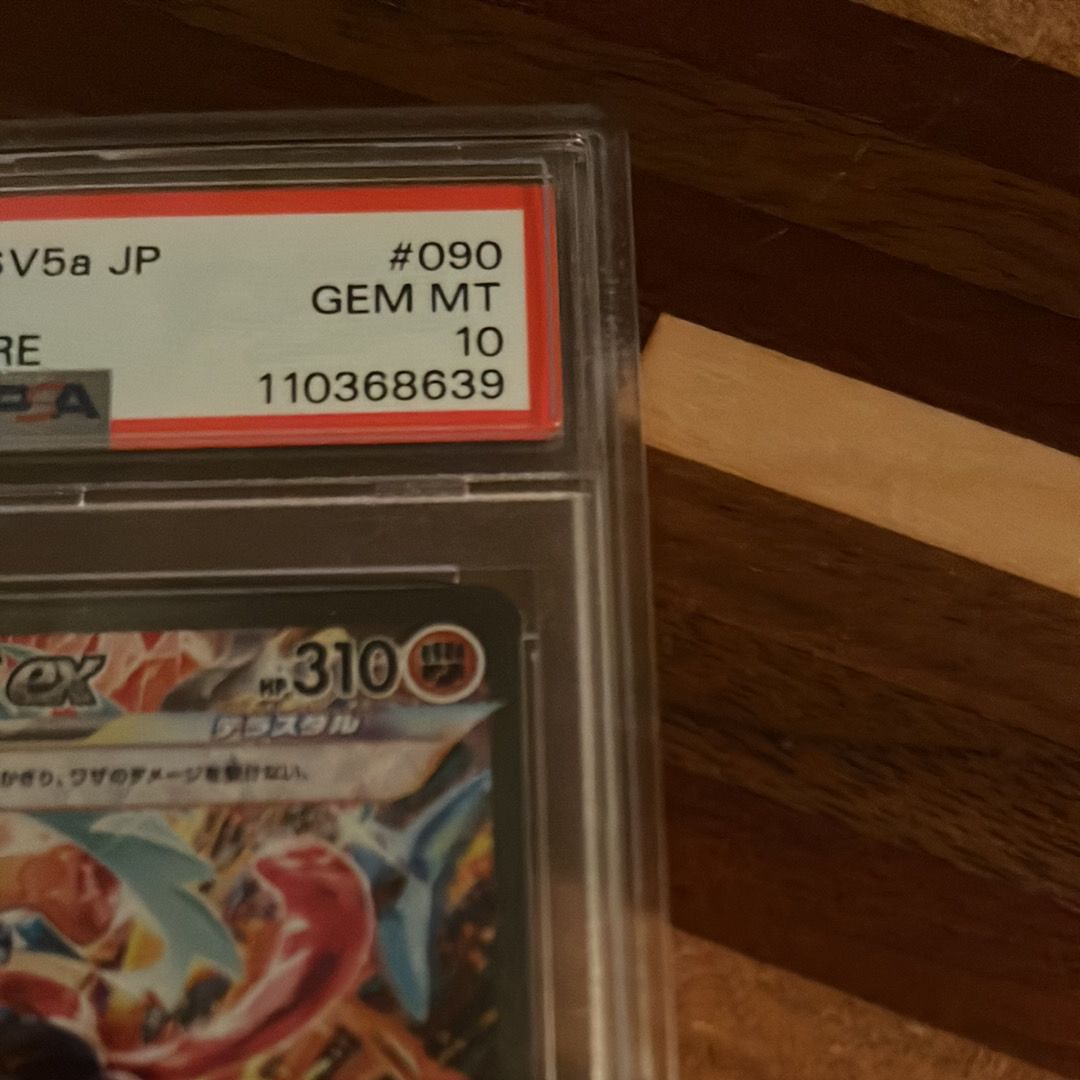 SV5a JP #090
GEM MT
RE 10
PSA 110368639
ex HP 310
テラスタル
かぎり、ワザのダメージを受けない。